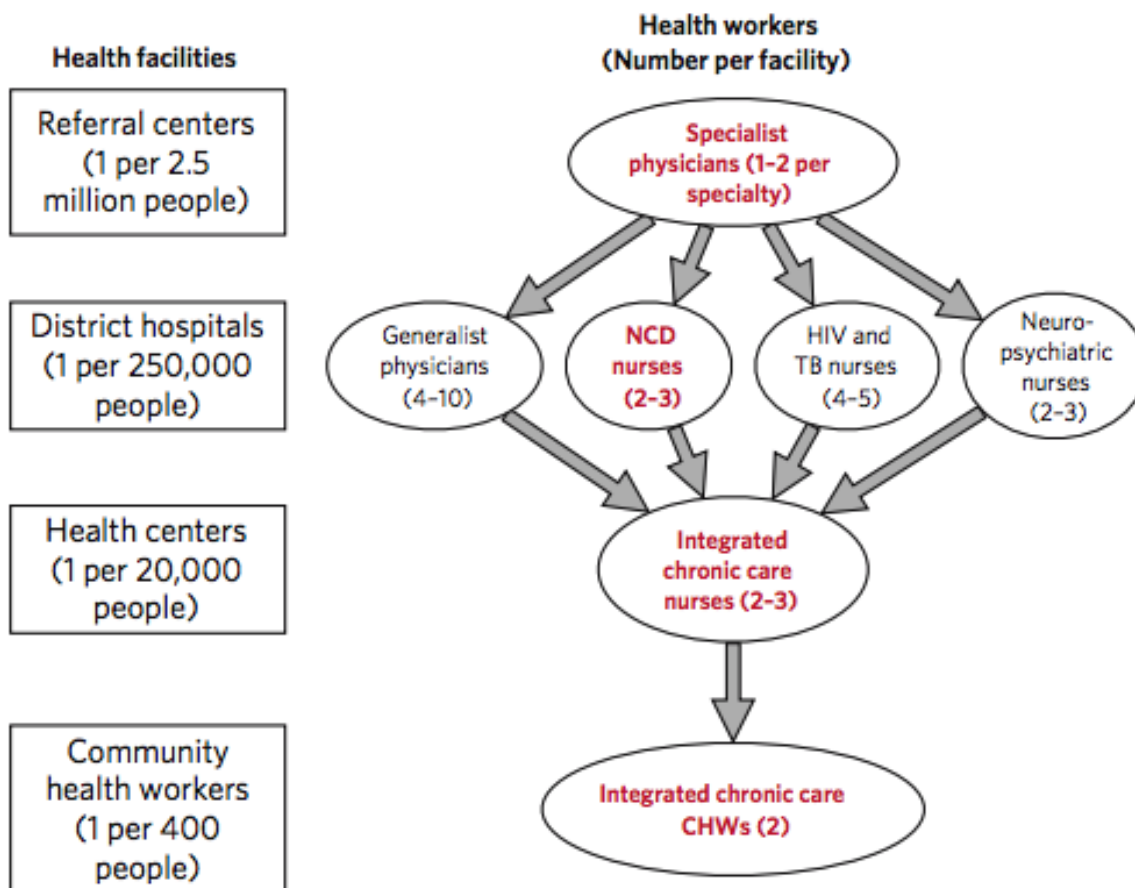 Health facilities
Health workers
(Number per facility)
Referral centers
(1 per 2.5
million people)
Specialist
physicians (1–2 per
specialty)
District hospitals
(1 per 250,000
people)
Generalist
physicians
(4–10)
NCD
nurses
(2–3)
HIV and
TB nurses
(4–5)
Neuro-
psychiatric
nurses
(2–3)
Health centers
(1 per 20,000
people)
Integrated
chronic care
nurses (2–3)
Community
health workers
(1 per 400
people)
Integrated chronic care
CHWs (2)